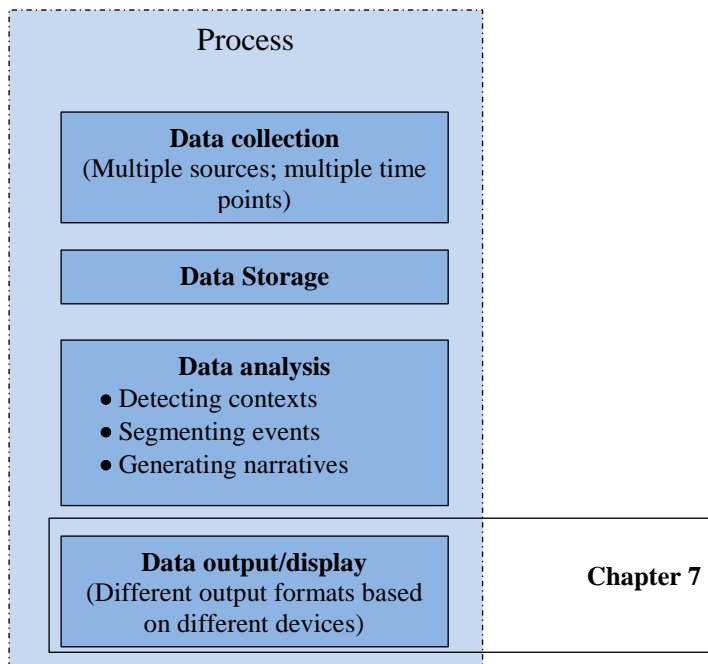 Process
Data collection
(Multiple sources; multiple time
points)
Data Storage
Data analysis
• Detecting contexts
• Segmenting events
• Generating narratives
Data output/display
(Different output formats based
on different devices)
Chapter 7